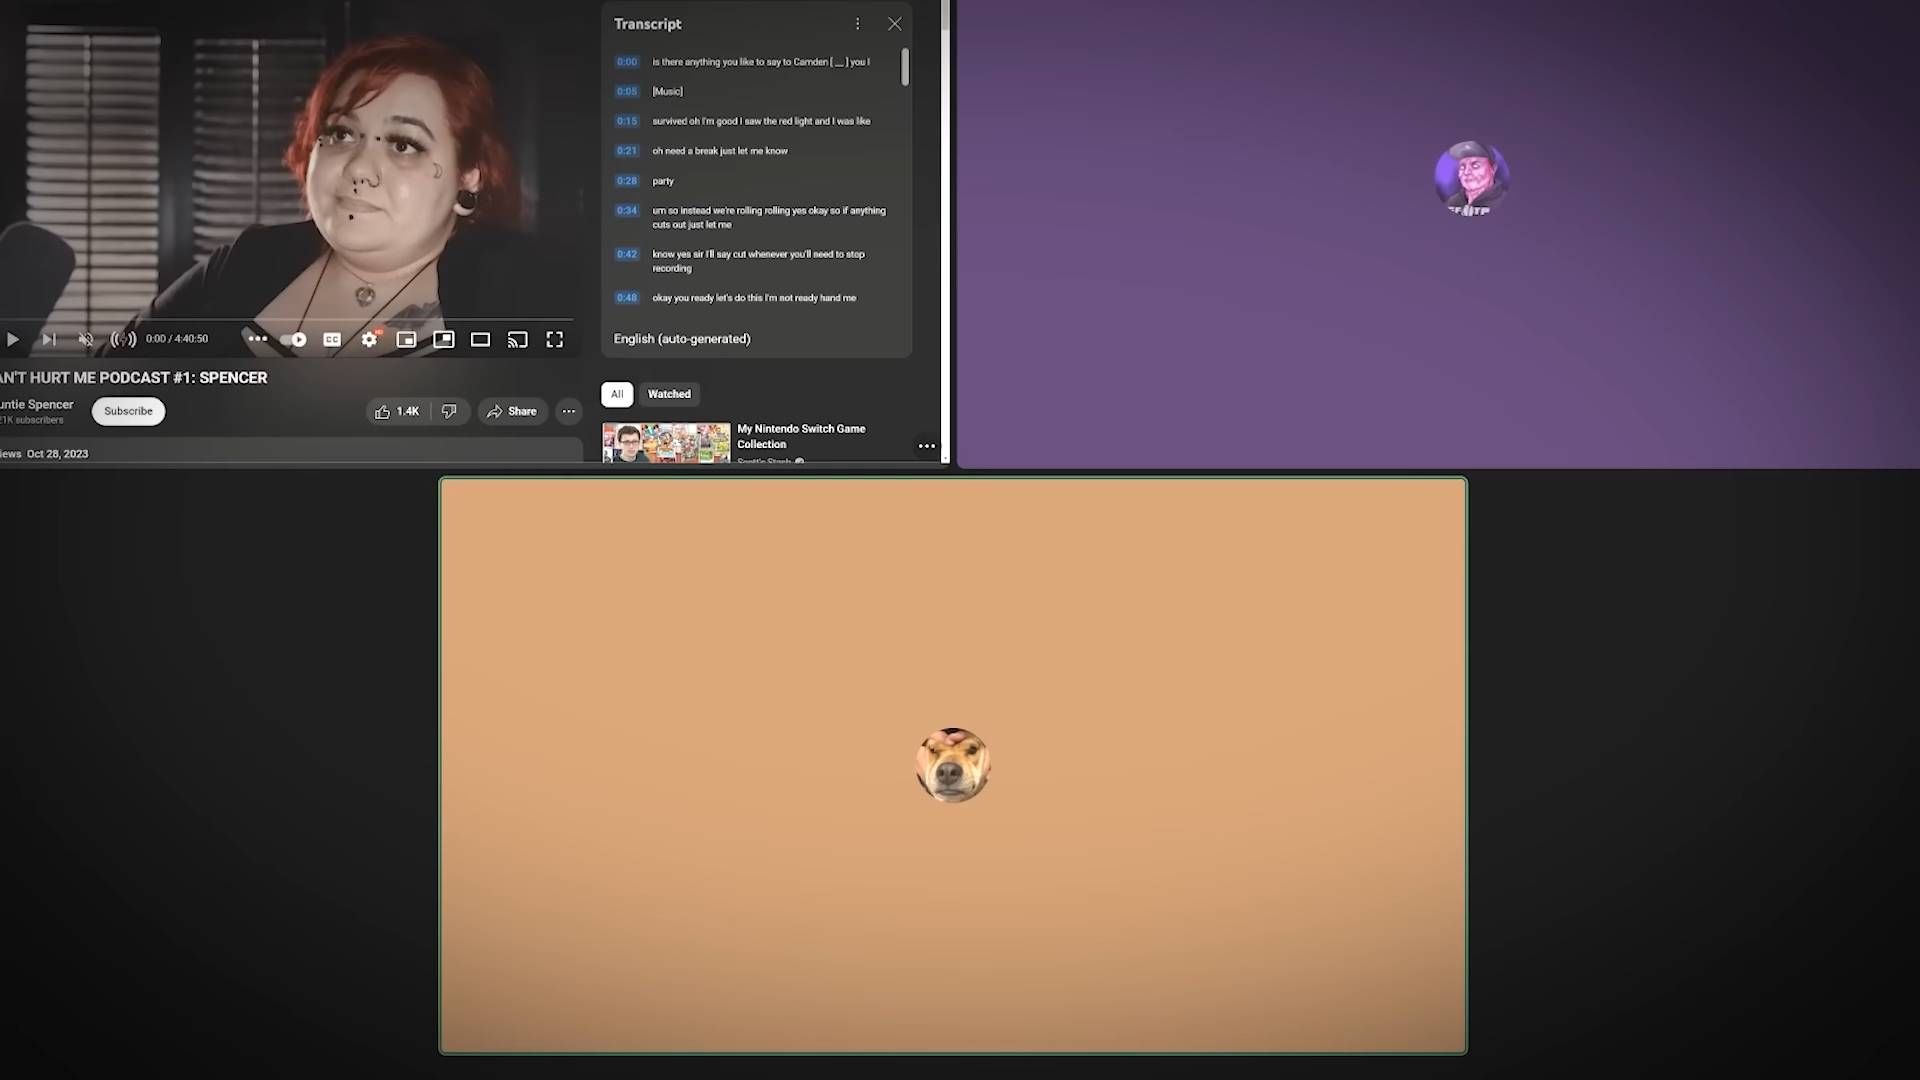 Transcript
0:00 is there anything you like to say to Camden [ __ ] you I
0:05 [Music]
0:15 survived oh I'm good I saw the red light and I was like
0:21 oh need a break just let me know
0:28 party
0:34 um so instead we're rolling rolling yes okay so if anything
cuts out just let me
0:42 know yes sir I'll say cut whenever you'll need to stop
recording
0:48 okay you ready let's do this I'm not ready hand me
English (auto-generated)
0:00 / 4:40:50
CC
HD
AN'T HURT ME PODCAST #1: SPENCER
untie Spencer
21K subscribers
Subscribe
1.4K
Share
iews Oct 28, 2023
All
Watched
My Nintendo Switch Game
Collection